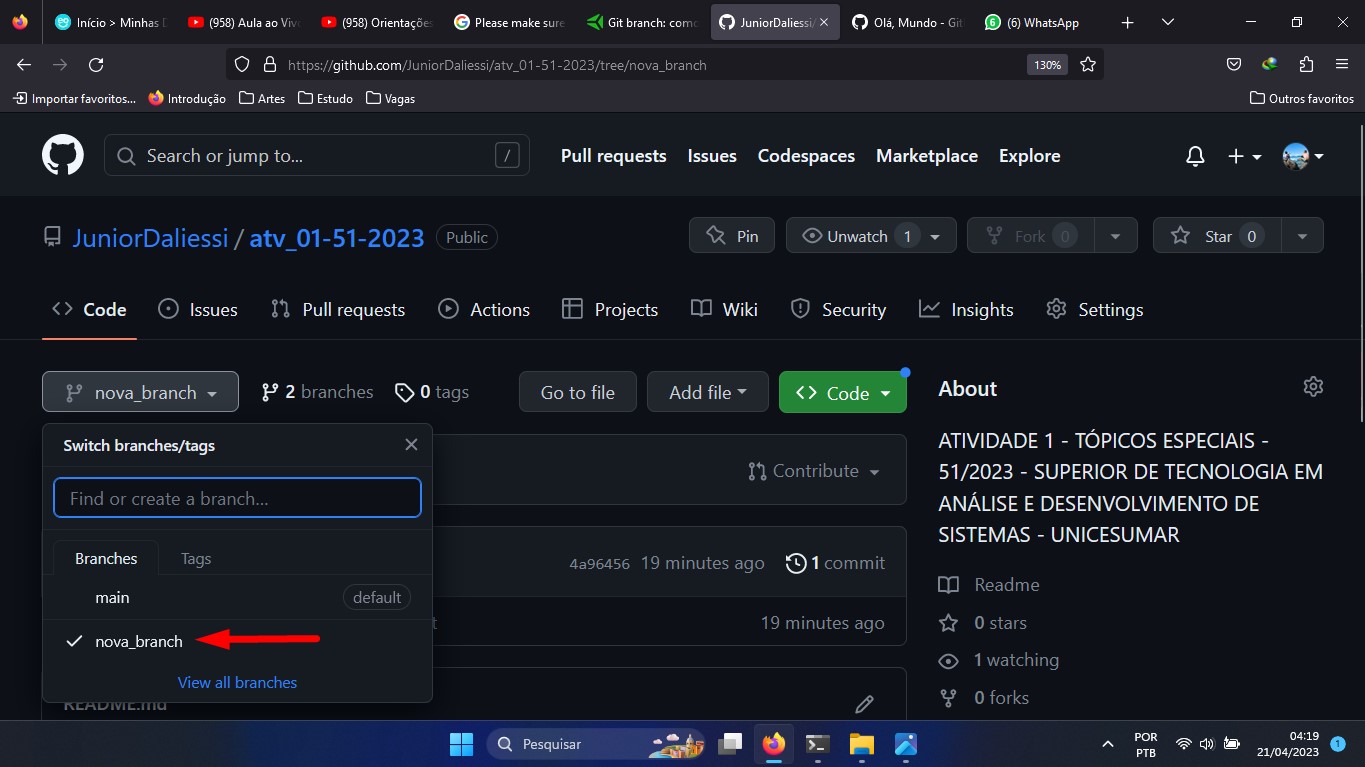 Início > Minhas D
(958) Aula ao Vivo
(958) Orientações
Please make sure
Git branch: como
JuniorDaliessi/
Olá, Mundo - Git
(6) WhatsApp
https://github.com/JuniorDaliessi/atv_01-51-2023/tree/nova_branch
130%
Importar favoritos...
Introdução
Artes
Estudo
Vagas
Outros favoritos
Search or jump to...
/
Pull requests
Issues
Codespaces
Marketplace
Explore
JuniorDaliessi / atv_01-51-2023
Public
Pin
Unwatch 1
Fork 0
Star 0
Code
Issues
Pull requests
Actions
Projects
Wiki
Security
Insights
Settings
nova_branch
2 branches
0 tags
Go to file
Add file
Code
Switch branches/tags
Find or create a branch...
Branches
Tags
main
default
nova_branch
View all branches
Contribute
4a96456 19 minutes ago
1 commit
t
19 minutes ago
README.md
About
ATIVIDADE 1 - TÓPICOS ESPECIAIS -
51/2023 - SUPERIOR DE TECNOLOGIA EM
ANÁLISE E DESENVOLVIMENTO DE
SISTEMAS - UNICESUMAR
Readme
0 stars
1 watching
0 forks
Pesquisar
POR
PTB
04:19
21/04/2023
1